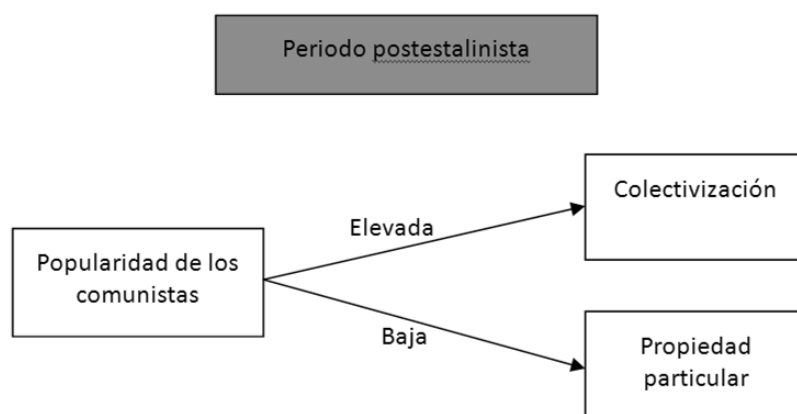 Periodo postestalinista
Colectivización
Elevada
Popularidad de los
comunistas
Baja
Propiedad
particular